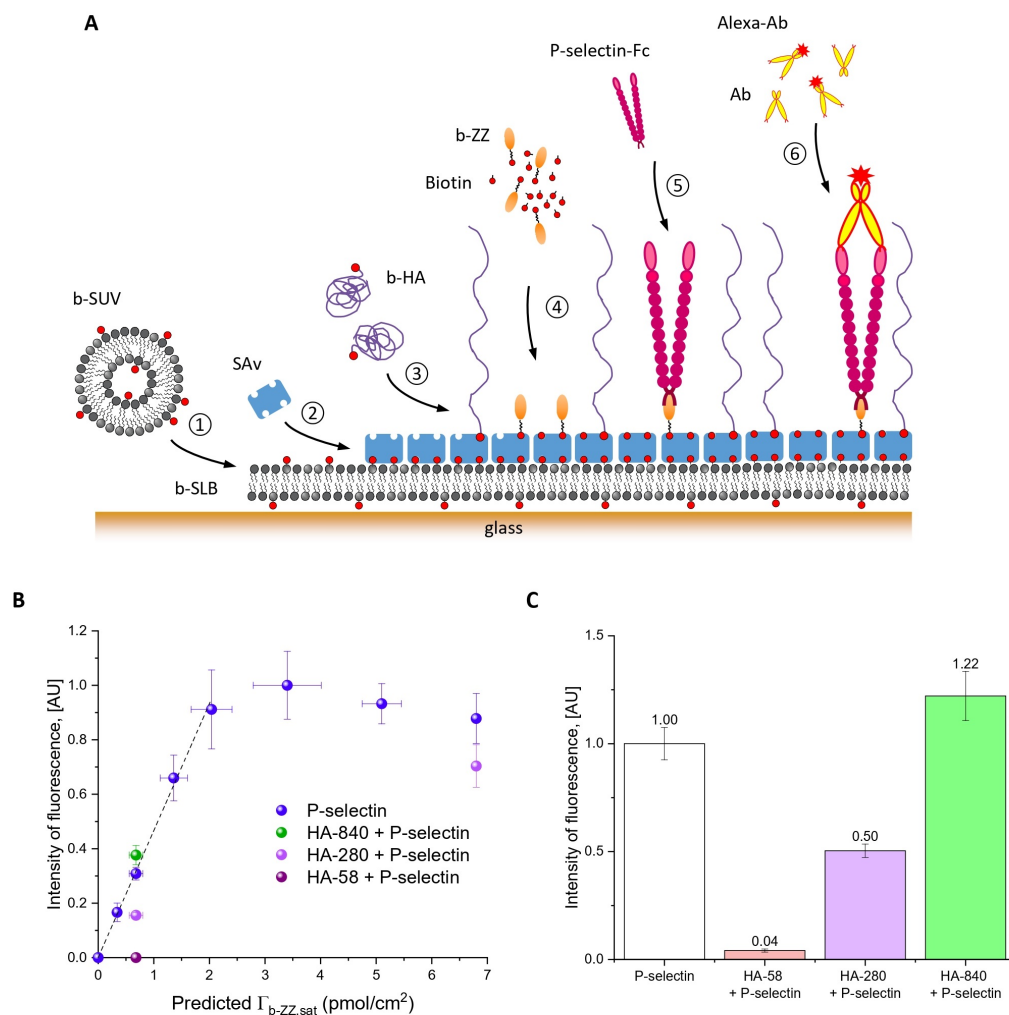 A
Alexa-Ab
P-selectin-Fc
Ab
b-ZZ
Biotin
b-HA
b-SUV
SAv
① ② ③ ④ ⑤ ⑥
b-SLB
glass
B
Intensity of fluorescence, [AU]
1.2
1.0
0.8
0.6
0.4
0.2
0.0
0 1 2 3 4 5 6 7
Predicted Γb-ZZ,sat (pmol/cm²)
P-selectin
HA-840 + P-selectin
HA-280 + P-selectin
HA-58 + P-selectin
C
Intensity of fluorescence, [AU]
1.5
1.0
0.5
0.0
1.00
0.04
0.50
1.22
P-selectin
HA-58
+ P-selectin
HA-280
+ P-selectin
HA-840
+ P-selectin